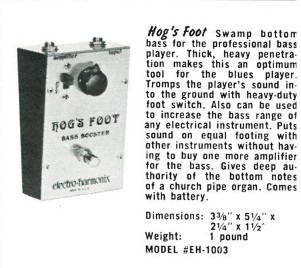 Hog's Foot Swamp bottom
bass for the professional bass
player. Thick, heavy penetra-
tion makes this an optimum
tool for the blues player.
Tromps the player's sound in-
to the ground with heavy-duty
foot switch. Also can be used
to increase the bass range of
any electrical instrument. Puts
sound on equal footing with
other instruments without hav-
ing to buy one more amplifier
for the bass. Gives deep au-
thority of the bottom notes
of a church pipe organ. Comes
with battery.
Dimensions: 3⅜" x 5¼" x
2¼" x 1½"
Weight: 1 pound
MODEL #EH-1003
Amplifier
Input
HOG'S FOOT
BASS BOOSTER
electro-harmonix